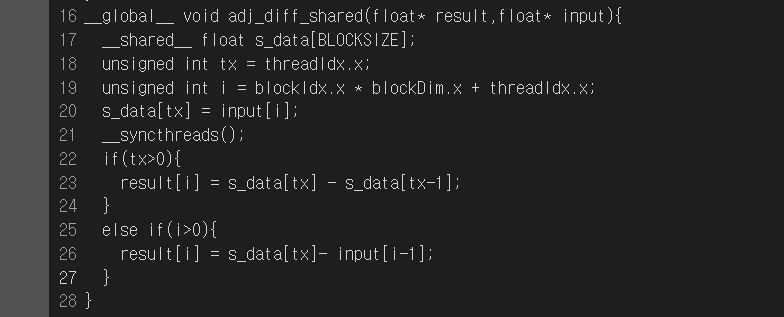 16 __global__ void adj_diff_shared(float* result,float* input){
17   __shared__ float s_data[BLOCKSIZE];
18   unsigned int tx = threadIdx.x;
19   unsigned int i = blockIdx.x * blockDim.x + threadIdx.x;
20   s_data[tx] = input[i];
21   __syncthreads();
22   if(tx>0){
23     result[i] = s_data[tx] - s_data[tx-1];
24   }
25   else if(i>0){
26     result[i] = s_data[tx]- input[i-1];
27   }
28 }